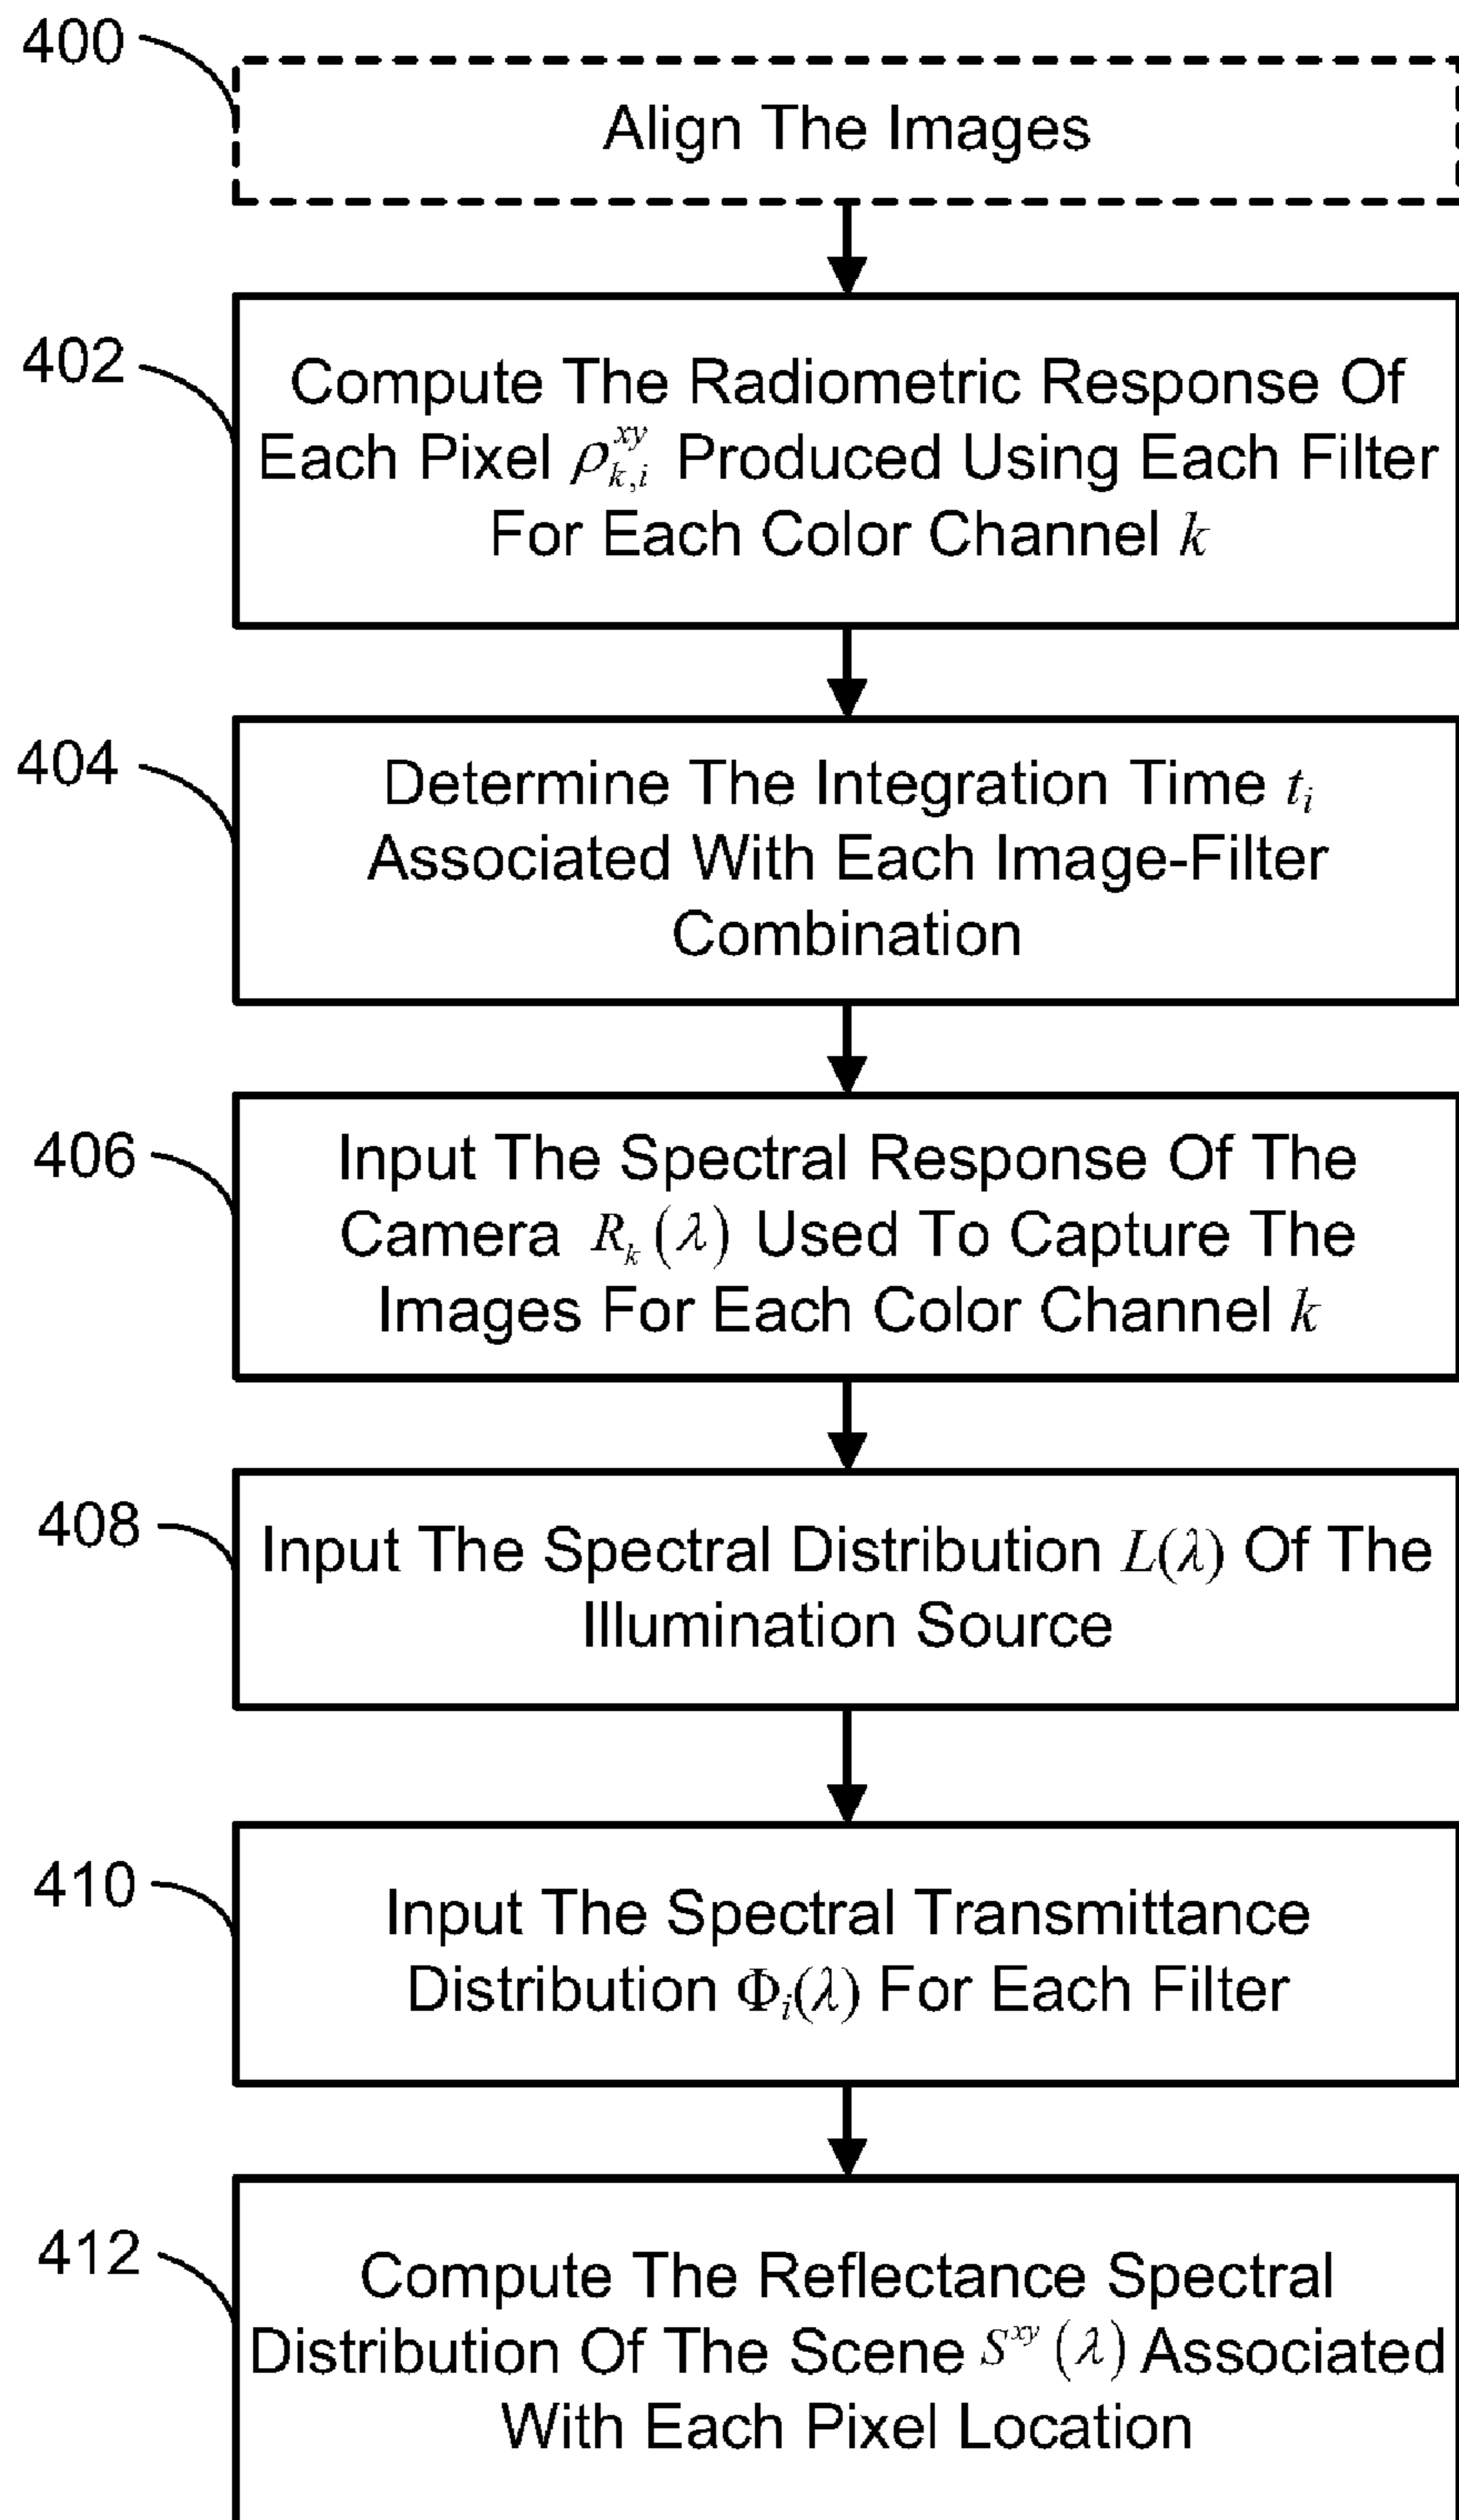 400
Align The Images
402
Compute The Radiometric Response Of
Each Pixel ρ^{xy}_{k,i} Produced Using Each Filter
For Each Color Channel k
404
Determine The Integration Time t_i
Associated With Each Image-Filter
Combination
406
Input The Spectral Response Of The
Camera R_k(λ) Used To Capture The
Images For Each Color Channel k
408
Input The Spectral Distribution L(λ) Of The
Illumination Source
410
Input The Spectral Transmittance
Distribution Φ_i(λ) For Each Filter
412
Compute The Reflectance Spectral
Distribution Of The Scene S^{xy}(λ) Associated
With Each Pixel Location